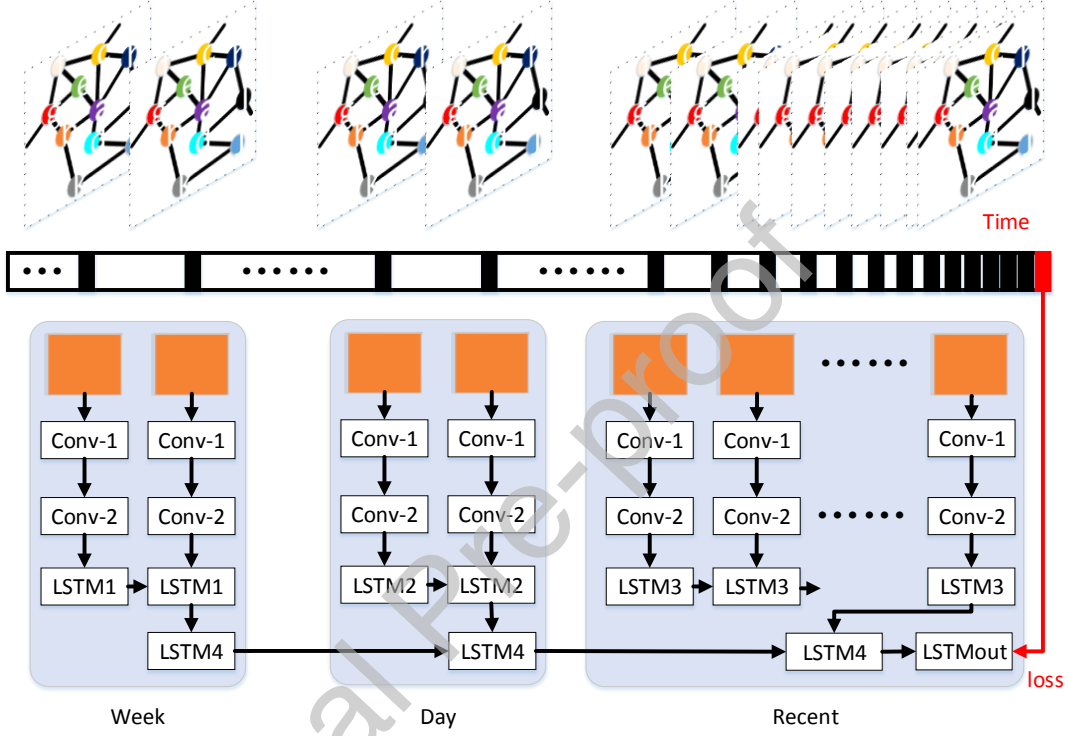 Time
Conv-1 Conv-1 Conv-1 Conv-1 Conv-1 Conv-1 Conv-1
Conv-2 Conv-2 Conv-2 Conv-2 Conv-2 Conv-2 Conv-2
LSTM1 LSTM1 LSTM2 LSTM2 LSTM3 LSTM3 LSTM3
LSTM4 LSTM4 LSTM4 LSTMout
loss
Week Day Recent
al Pre-proof